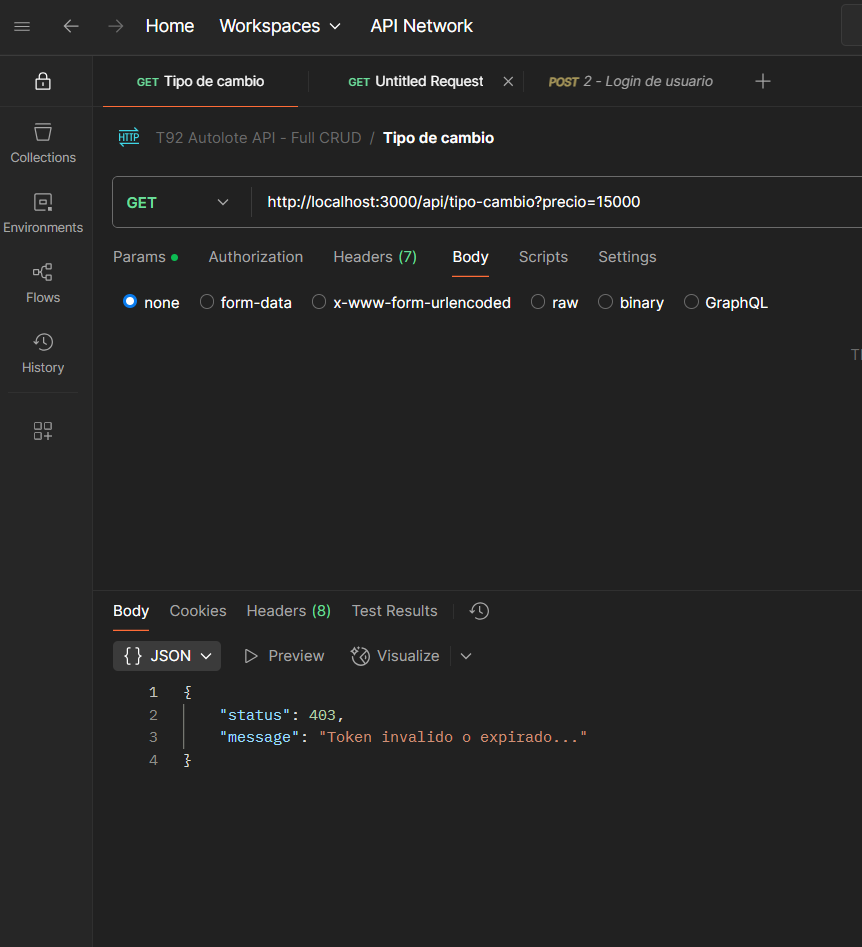 Home Workspaces API Network
GET Tipo de cambio GET Untitled Request POST 2 - Login de usuario
Collections
Environments
Flows
History
HTTP T92 Autolote API - Full CRUD / Tipo de cambio
GET http://localhost:3000/api/tipo-cambio?precio=15000
Params Authorization Headers (7) Body Scripts Settings
none form-data x-www-form-urlencoded raw binary GraphQL
Body Cookies Headers (8) Test Results
{} JSON Preview Visualize
1 {
2 "status": 403,
3 "message": "Token invalido o expirado..."
4 }